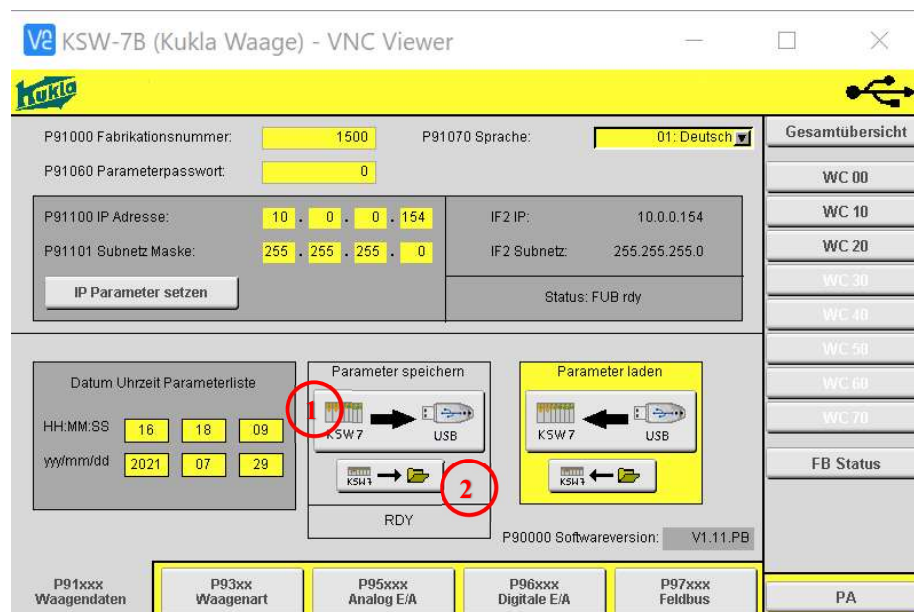 V2 KSW-7B (Kukla Waage) - VNC Viewer
Kukla
P91000 Fabrikationsnummer: 1500 P91070 Sprache: 01: Deutsch
P91060 Parameterpasswort: 0
P91100 IP Adresse: 10 . 0 . 0 . 154 IF2 IP: 10.0.0.154
P91101 Subnetz Maske: 255 . 255 . 255 . 0 IF2 Subnetz: 255.255.255.0
IP Parameter setzen
Status: FUB rdy
Datum Uhrzeit Parameterliste
HH:MM:SS 16 18 09
yyy/mm/dd 2021 07 29
Parameter speichern
1
KSW7 USB
KSW7
2
RDY
Parameter laden
KSW7 USB
KSW7
P90000 Softwareversion: V1.11.PB
Gesamtübersicht
WC 00
WC 10
WC 20
WC 30
WC 40
WC 50
WC 60
WC 70
FB Status
P91xxx
Waagendaten
P93xx
Waagenart
P95xxx
Analog E/A
P96xxx
Digitale E/A
P97xxx
Feldbus
PA